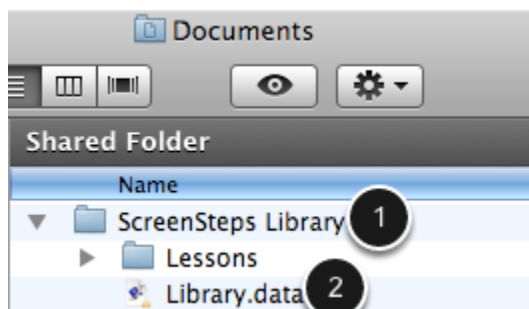 Documents
Shared Folder
Name
ScreenSteps Library 1
Lessons
Library.data 2